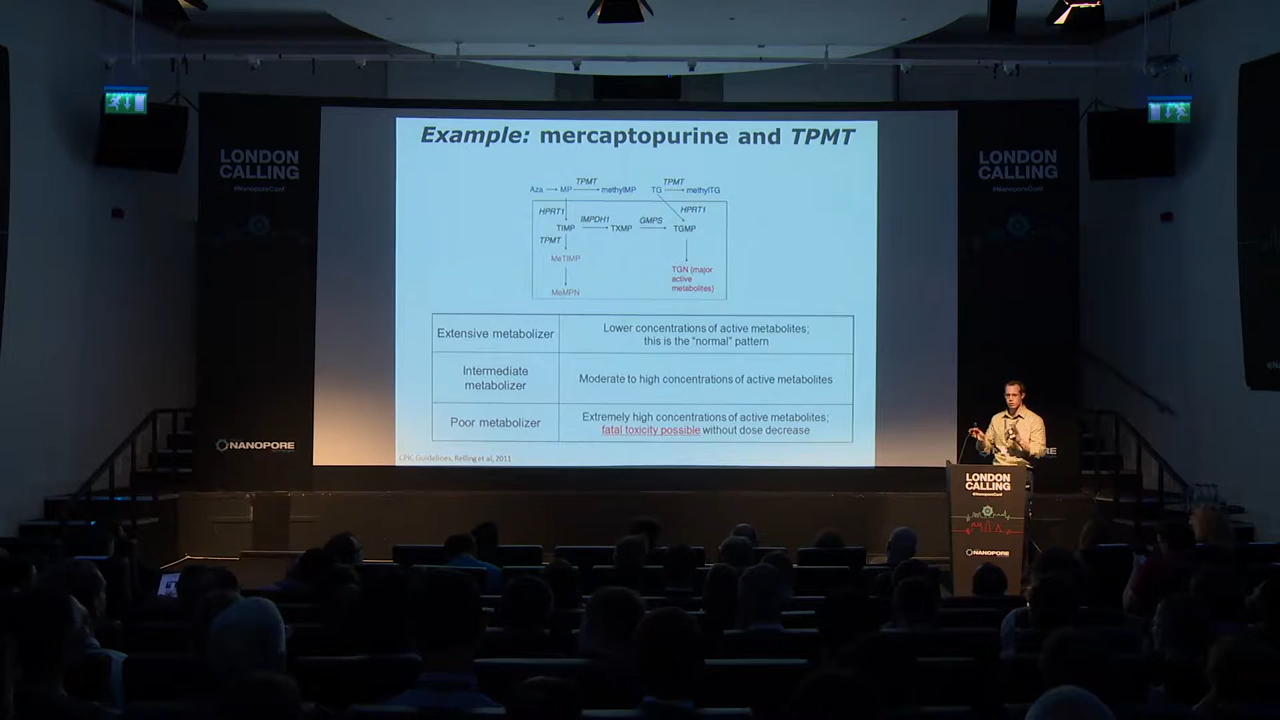 Example: mercaptopurine and TPMT
TPMT
TPMT
Aza MP methylMP TG methylTG
HPRT1 HPRT1
IMPDH1 GMPS
TIMP TXMP TGMP
TPMT
MeTIMP
TGN (major
active
metabolites)
MeMPN
Extensive metabolizer
Lower concentrations of active metabolites;
this is the "normal" pattern
Intermediate
metabolizer
Moderate to high concentrations of active metabolites
Poor metabolizer
Extremely high concentrations of active metabolites;
fatal toxicity possible without dose decrease
CPIC Guidelines, Relling et al, 2011
LONDON
CALLING
#NanoporeConf
NANOPORE
LONDON
CALLING
#NanoporeConf
LONDON
CALLING
#NanoporeConf
NANOPORE